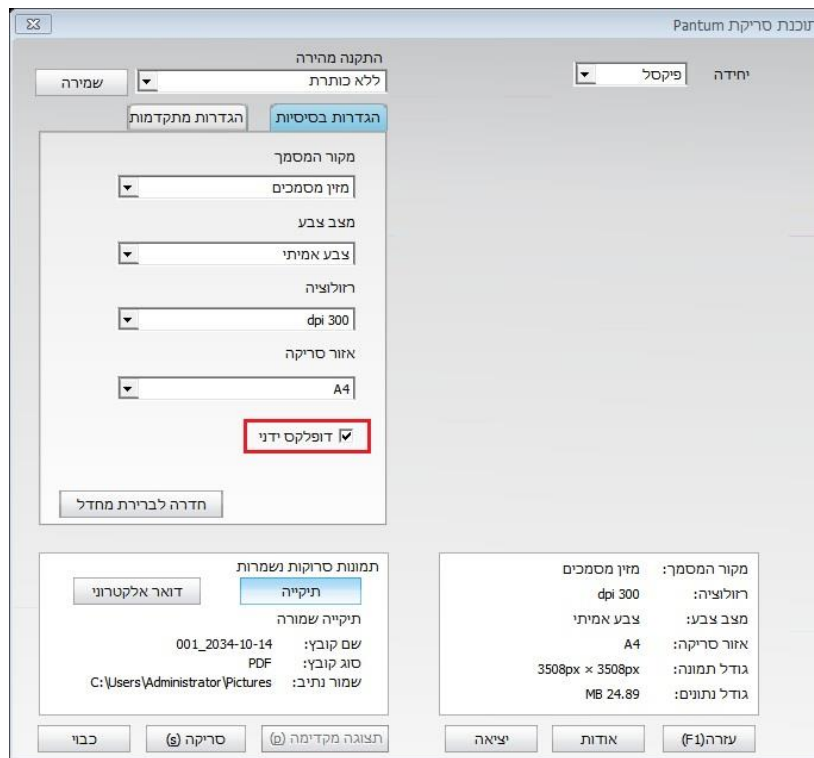 תוכנת סריקת Pantum
יחידה
פיקסל
התקנה מהירה
ללא כותרת
שמירה
הגדרות בסיסיות
הגדרות מתקדמות
מקור המסמך
מזין מסמכים
מצב צבע
צבע אמיתי
רזולוציה
300 dpi
אזור סריקה
A4
דופלקס ידני
חדרה לברירת מחדל
מקור המסמך: מזין מסמכים
רזולוציה: 300 dpi
מצב צבע: צבע אמיתי
אזור סריקה: A4
גודל תמונה: 3508px × 3508px
גודל נתונים: 24.89 MB
תמונות סרוקות נשמרות
תיקייה
דואר אלקטרוני
תיקייה שמורה
שם קובץ: 001_2034-10-14
סוג קובץ: PDF
שמור נתיב: C:\Users\Administrator\Pictures
עזרה(F1)
אודות
יציאה
תצוגה מקדימה (p)
סריקה (s)
כבוי